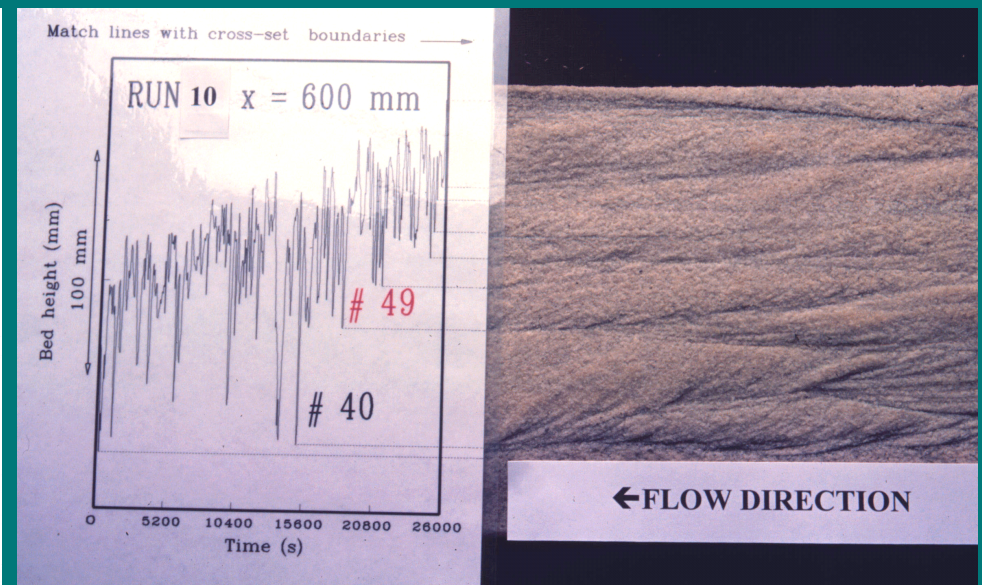 Match lines with cross-set boundaries
RUN 10 x = 600 mm
Bed height (mm)
100 mm
# 49
# 40
←FLOW DIRECTION
0 5200 10400 15600 20800 26000
Time (s)